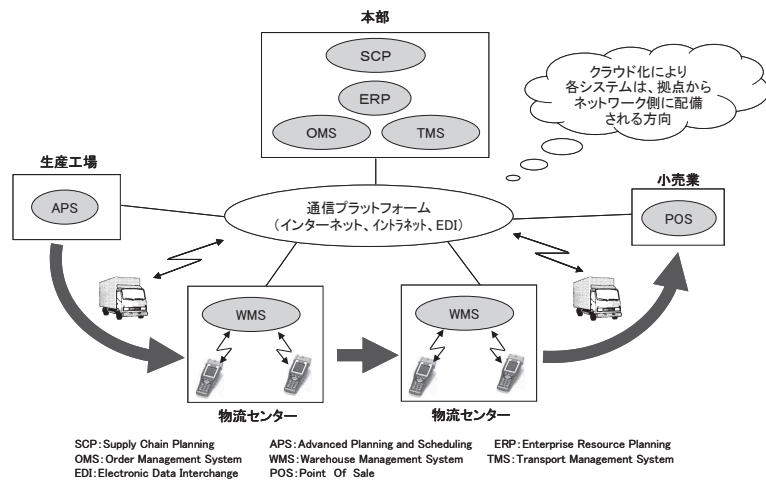 本部
SCP
ERP
OMS
TMS
クラウド化により
各システムは、拠点から
ネットワーク側に配備
される方向
生産工場
APS
通信プラットフォーム
(インターネット、イントラネット、EDI)
小売業
POS
WMS
WMS
物流センター
物流センター
SCP:Supply Chain Planning APS:Advanced Planning and Scheduling ERP:Enterprise Resource Planning
OMS:Order Management System WMS:Warehouse Management System TMS:Transport Management System
EDI:Electronic Data Interchange POS:Point Of Sale